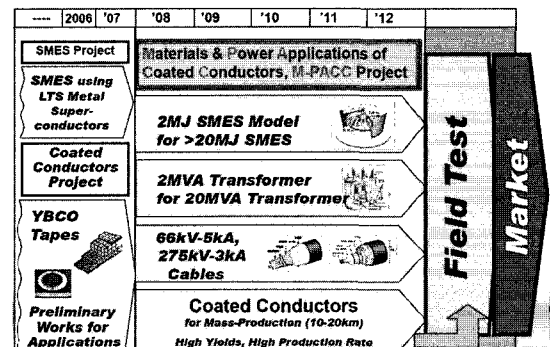 ---- 2006 '07 '08 '09 '10 '11 '12
SMES Project
SMES using
LTS Metal
Super-
conductors
Coated
Conductors
Project
YBCO
Tapes
Preliminary
Works for
Applications
Materials & Power Applications of
Coated Conductors, M-PACC Project
2MJ SMES Model
for >20MJ SMES
2MVA Transformer
for 20MVA Transformer
66kV-5kA,
275kV-3kA
Cables
Coated Conductors
for Mass-Production (10-20km)
High Yields, High Production Rate
Field Test
Market